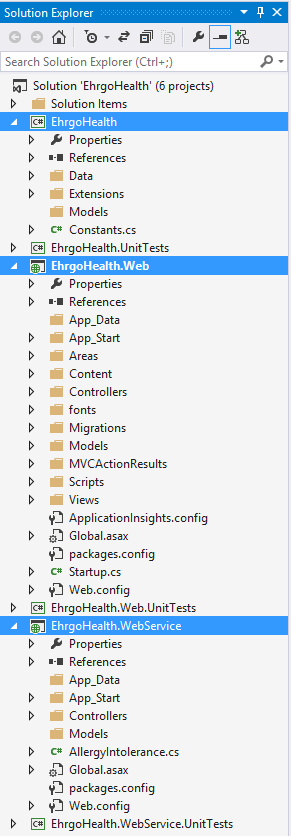 Solution Explorer
Search Solution Explorer (Ctrl+;)
Solution 'EhrgoHealth' (6 projects)
Solution Items
C# EhrgoHealth
Properties
References
Data
Extensions
Models
C# Constants.cs
C# EhrgoHealth.UnitTests
EhrgoHealth.Web
Properties
References
App_Data
App_Start
Areas
Content
Controllers
fonts
Migrations
Models
MVCActionResults
Scripts
Views
ApplicationInsights.config
Global.asax
packages.config
C# Startup.cs
Web.config
C# EhrgoHealth.Web.UnitTests
EhrgoHealth.WebService
Properties
References
App_Data
App_Start
Controllers
Models
C# AllergyIntolerance.cs
Global.asax
packages.config
Web.config
C# EhrgoHealth.WebService.UnitTests